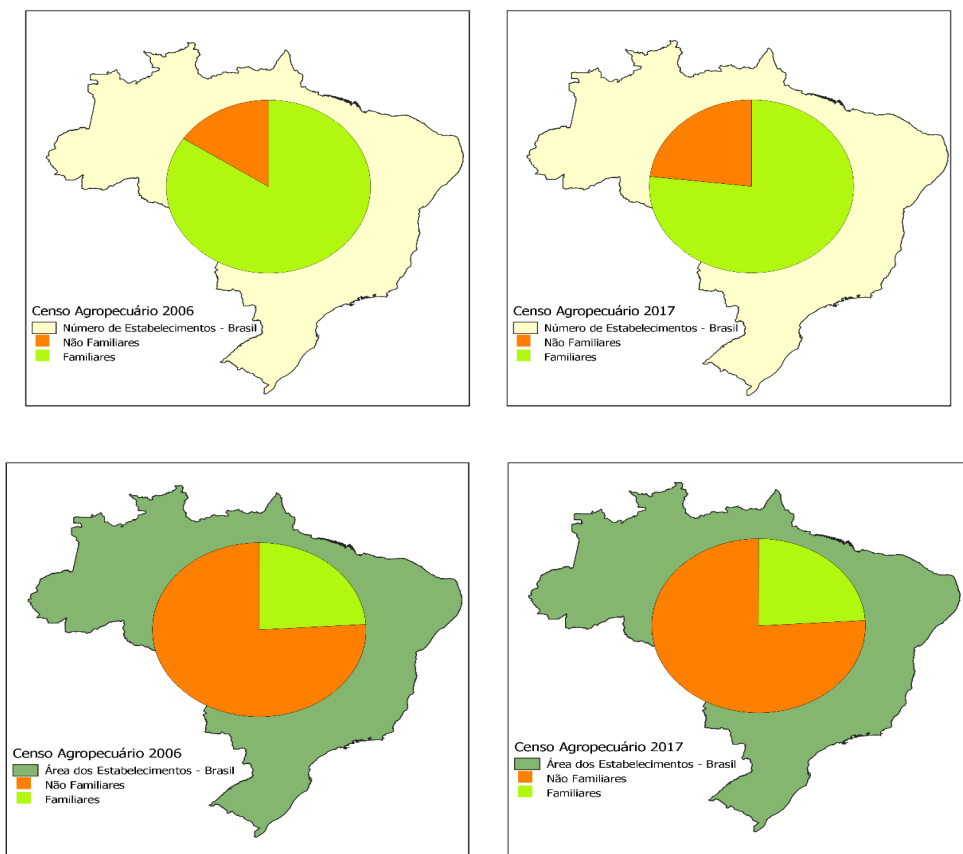 Censo Agropecuário 2006
Número de Estabelecimentos - Brasil
Não Familiares
Familiares
Censo Agropecuário 2017
Número de Estabelecimentos - Brasil
Não Familiares
Familiares
Censo Agropecuário 2006
Área dos Estabelecimentos - Brasil
Não Familiares
Familiares
Censo Agropecuário 2017
Área dos Estabelecimentos - Brasil
Não Familiares
Familiares